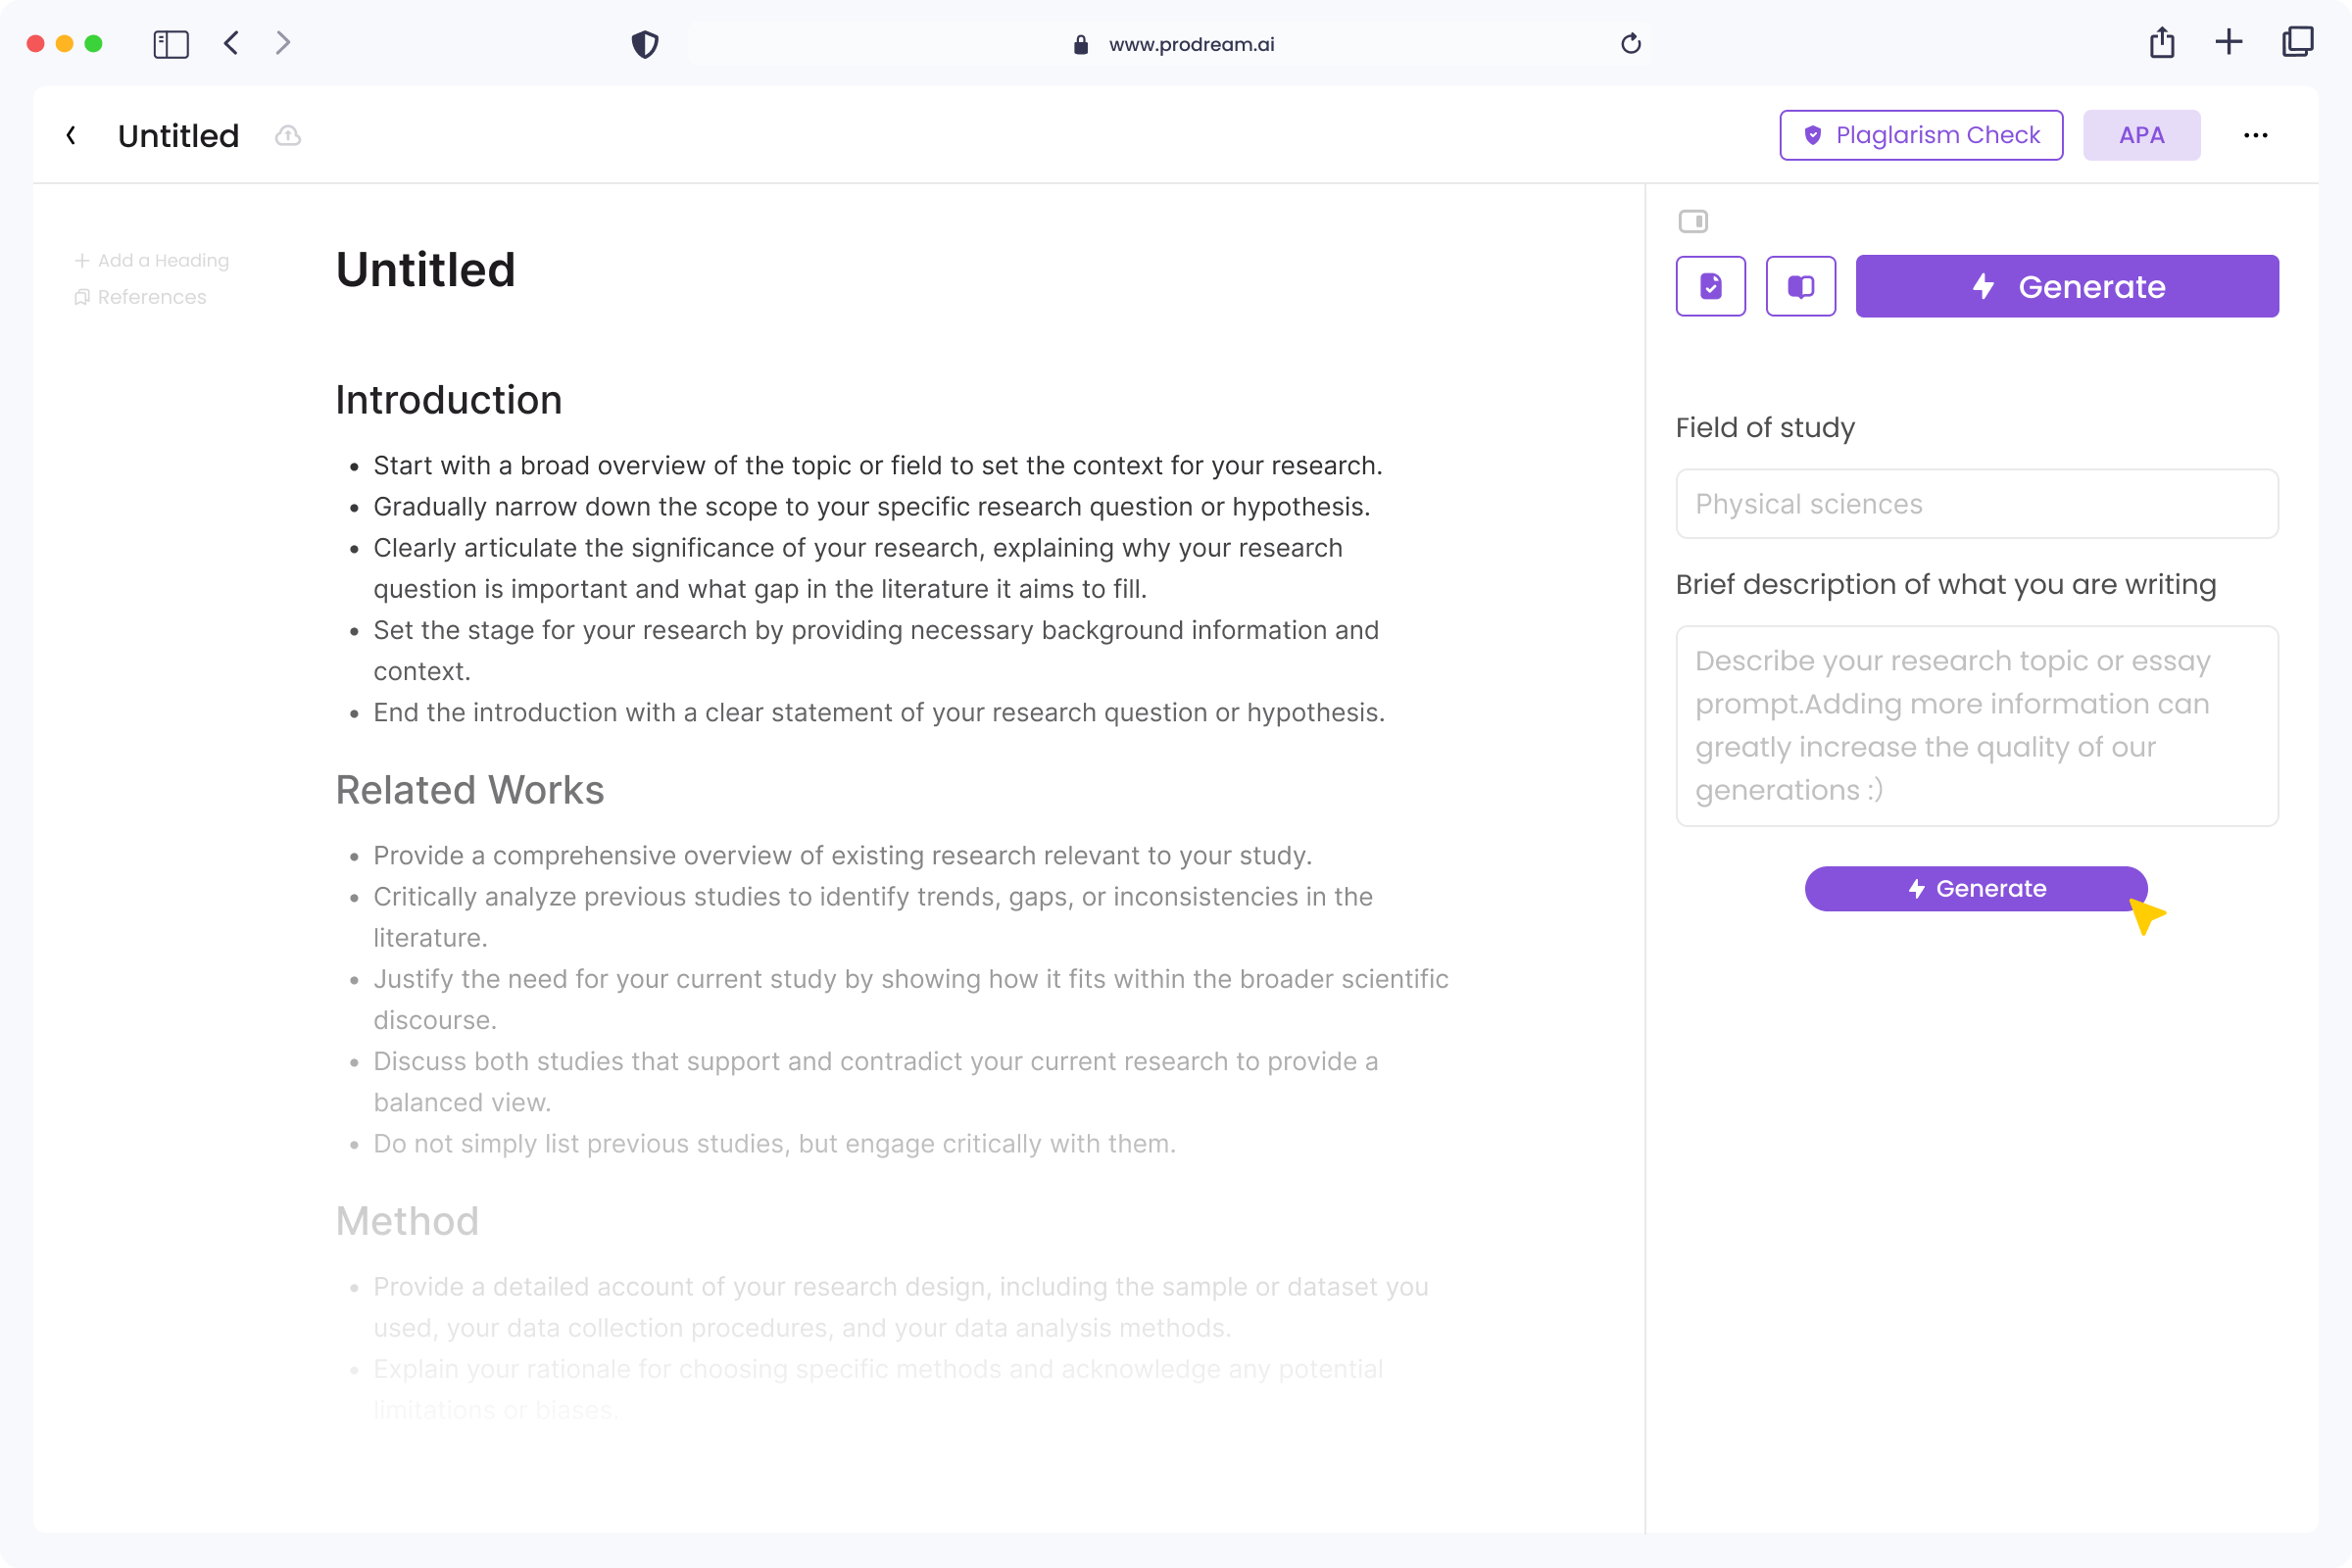 www.prodream.ai
Untitled
Plaglarism Check
APA
+ Add a Heading
References
Untitled
Introduction
• Start with a broad overview of the topic or field to set the context for your research.
• Gradually narrow down the scope to your specific research question or hypothesis.
• Clearly articulate the significance of your research, explaining why your research
question is important and what gap in the literature it aims to fill.
• Set the stage for your research by providing necessary background information and
context.
• End the introduction with a clear statement of your research question or hypothesis.
Related Works
• Provide a comprehensive overview of existing research relevant to your study.
• Critically analyze previous studies to identify trends, gaps, or inconsistencies in the
literature.
• Justify the need for your current study by showing how it fits within the broader scientific
discourse.
• Discuss both studies that support and contradict your current research to provide a
balanced view.
• Do not simply list previous studies, but engage critically with them.
Method
• Provide a detailed account of your research design, including the sample or dataset you
used, your data collection procedures, and your data analysis methods.
• Explain your rationale for choosing specific methods and acknowledge any potential
limitations or biases.
Generate
Field of study
Physical sciences
Brief description of what you are writing
Describe your research topic or essay
prompt.Adding more information can
greatly increase the quality of our
generations :)
Generate